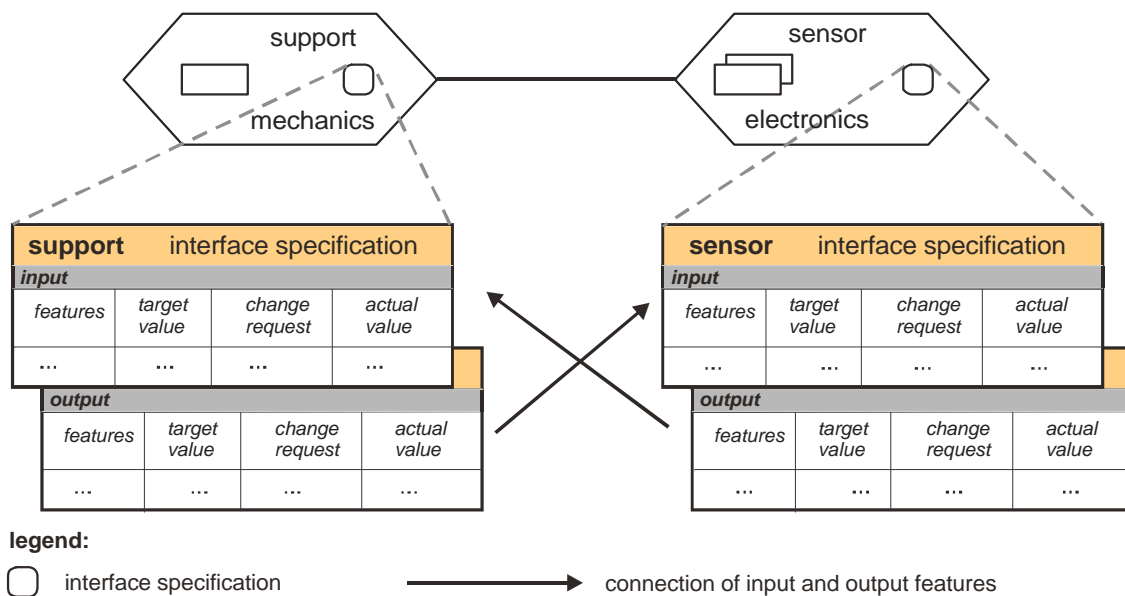 support
mechanics
sensor
electronics
support interface specification
input
features target value change request actual value
... ... ... ...
output
features target value change request actual value
... ... ... ...
sensor interface specification
input
features target value change request actual value
... ... ... ...
output
features target value change request actual value
... ... ... ...
legend:
interface specification
connection of input and output features